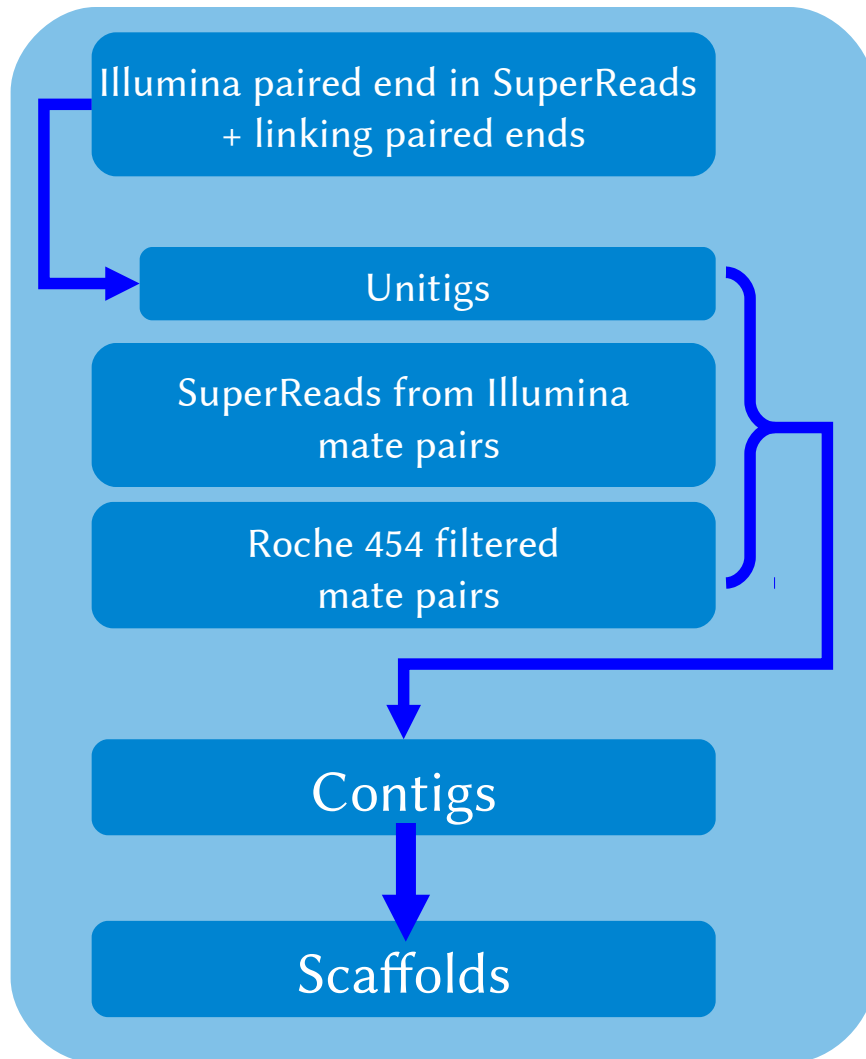 Illumina paired end in SuperReads
+ linking paired ends
Unitigs
SuperReads from Illumina
mate pairs
Roche 454 filtered
mate pairs
Contigs
Scaffolds